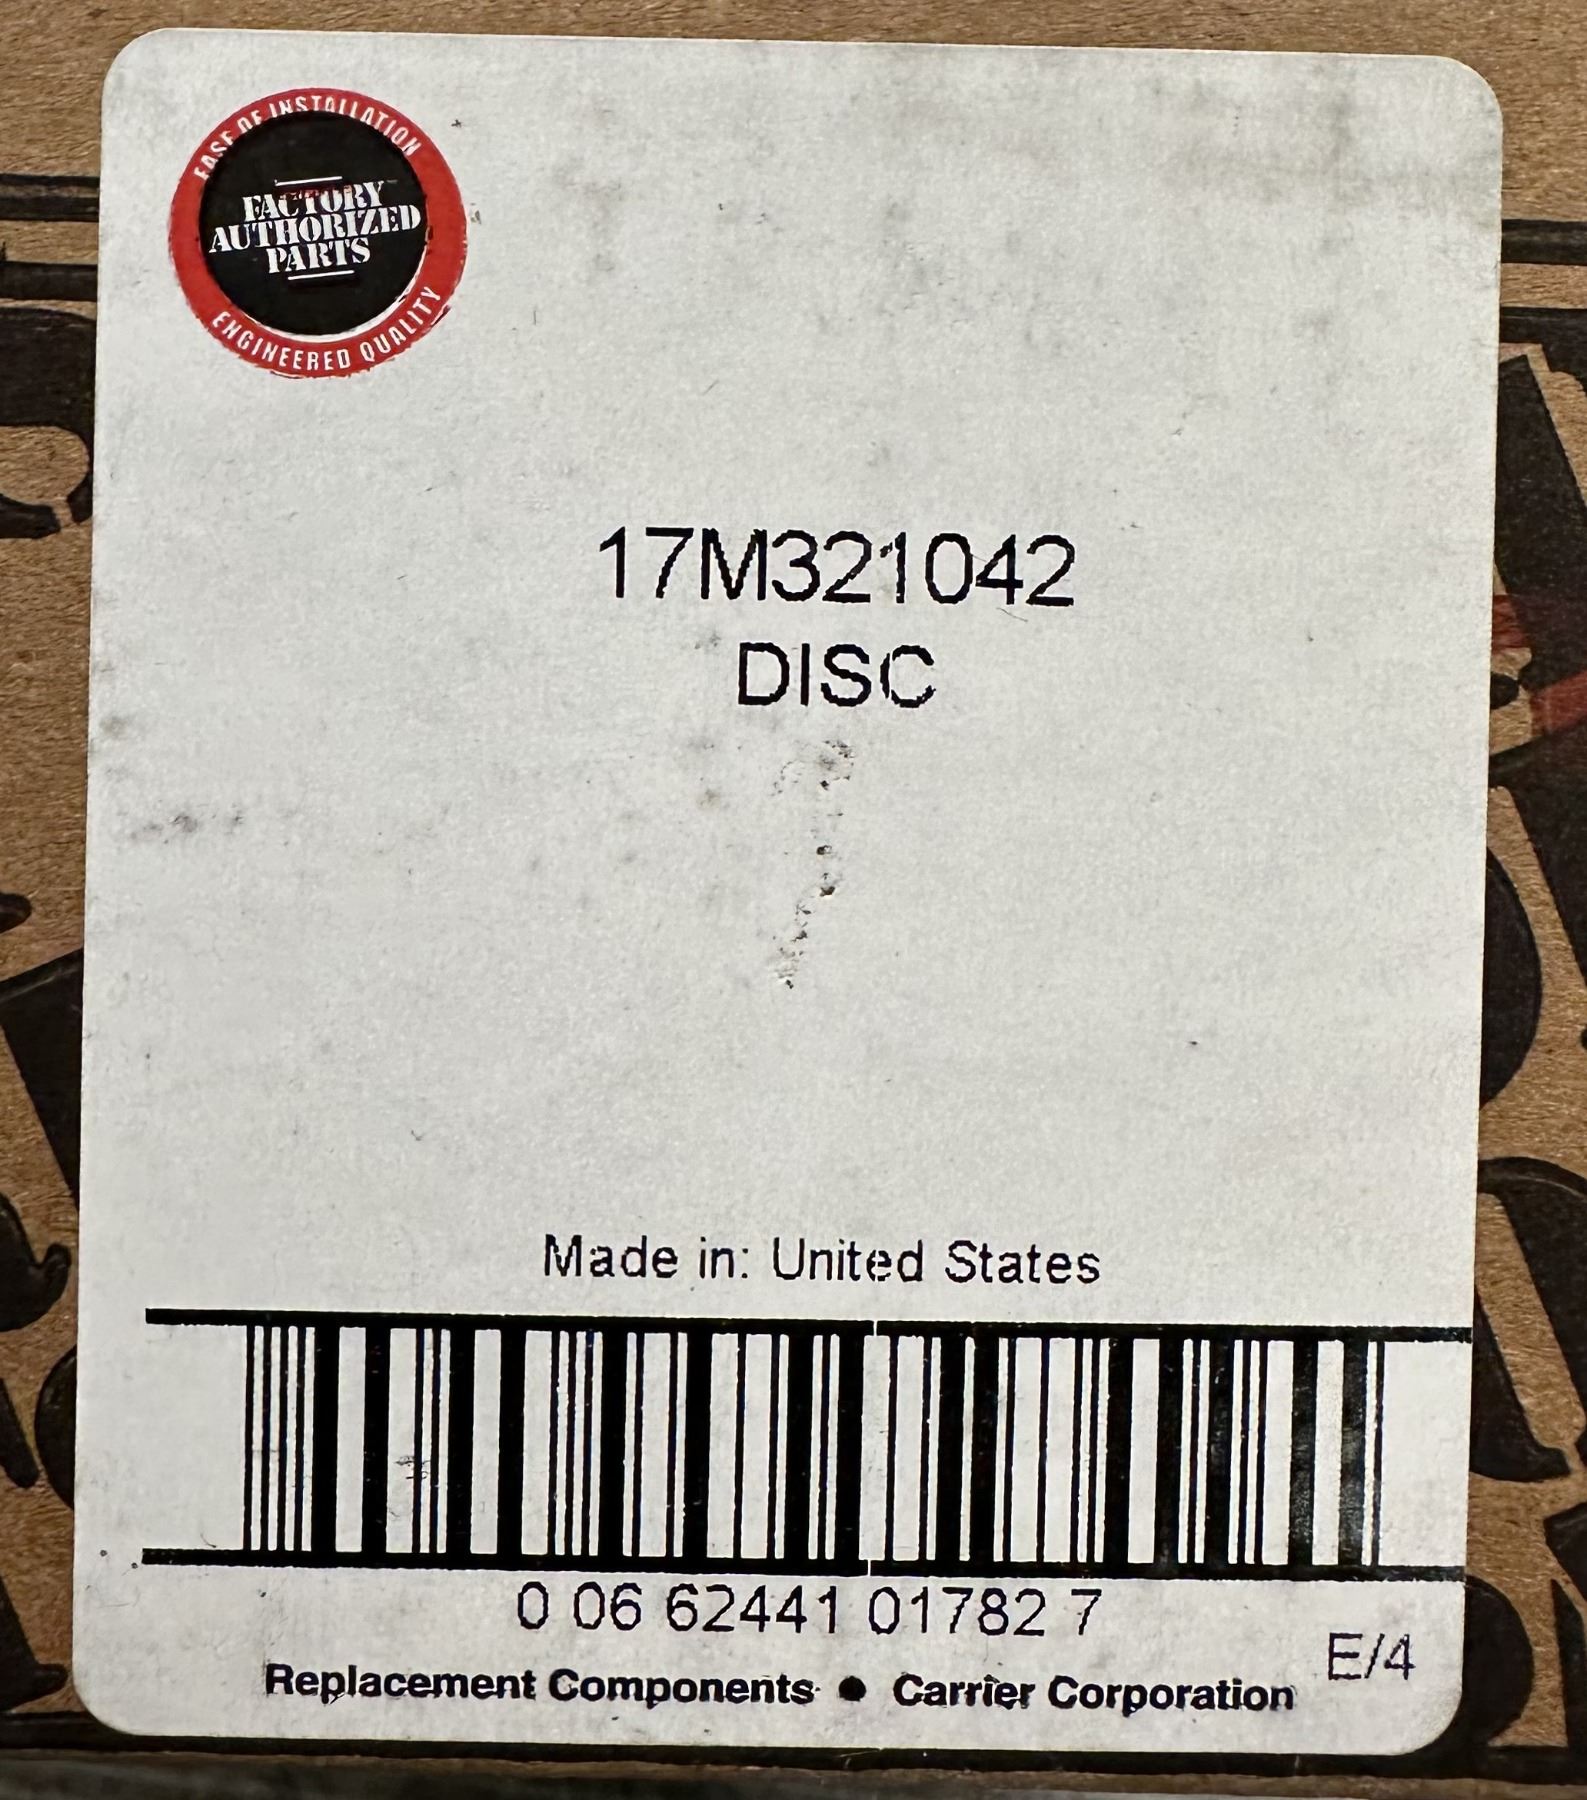 EASE OF INSTALLATION
FACTORY
AUTHORIZED
PARTS
ENGINEERED QUALITY
17M321042
DISC
Made in: United States
0 06 62441 01782 7
E/4
Replacement Components • Carrier Corporation